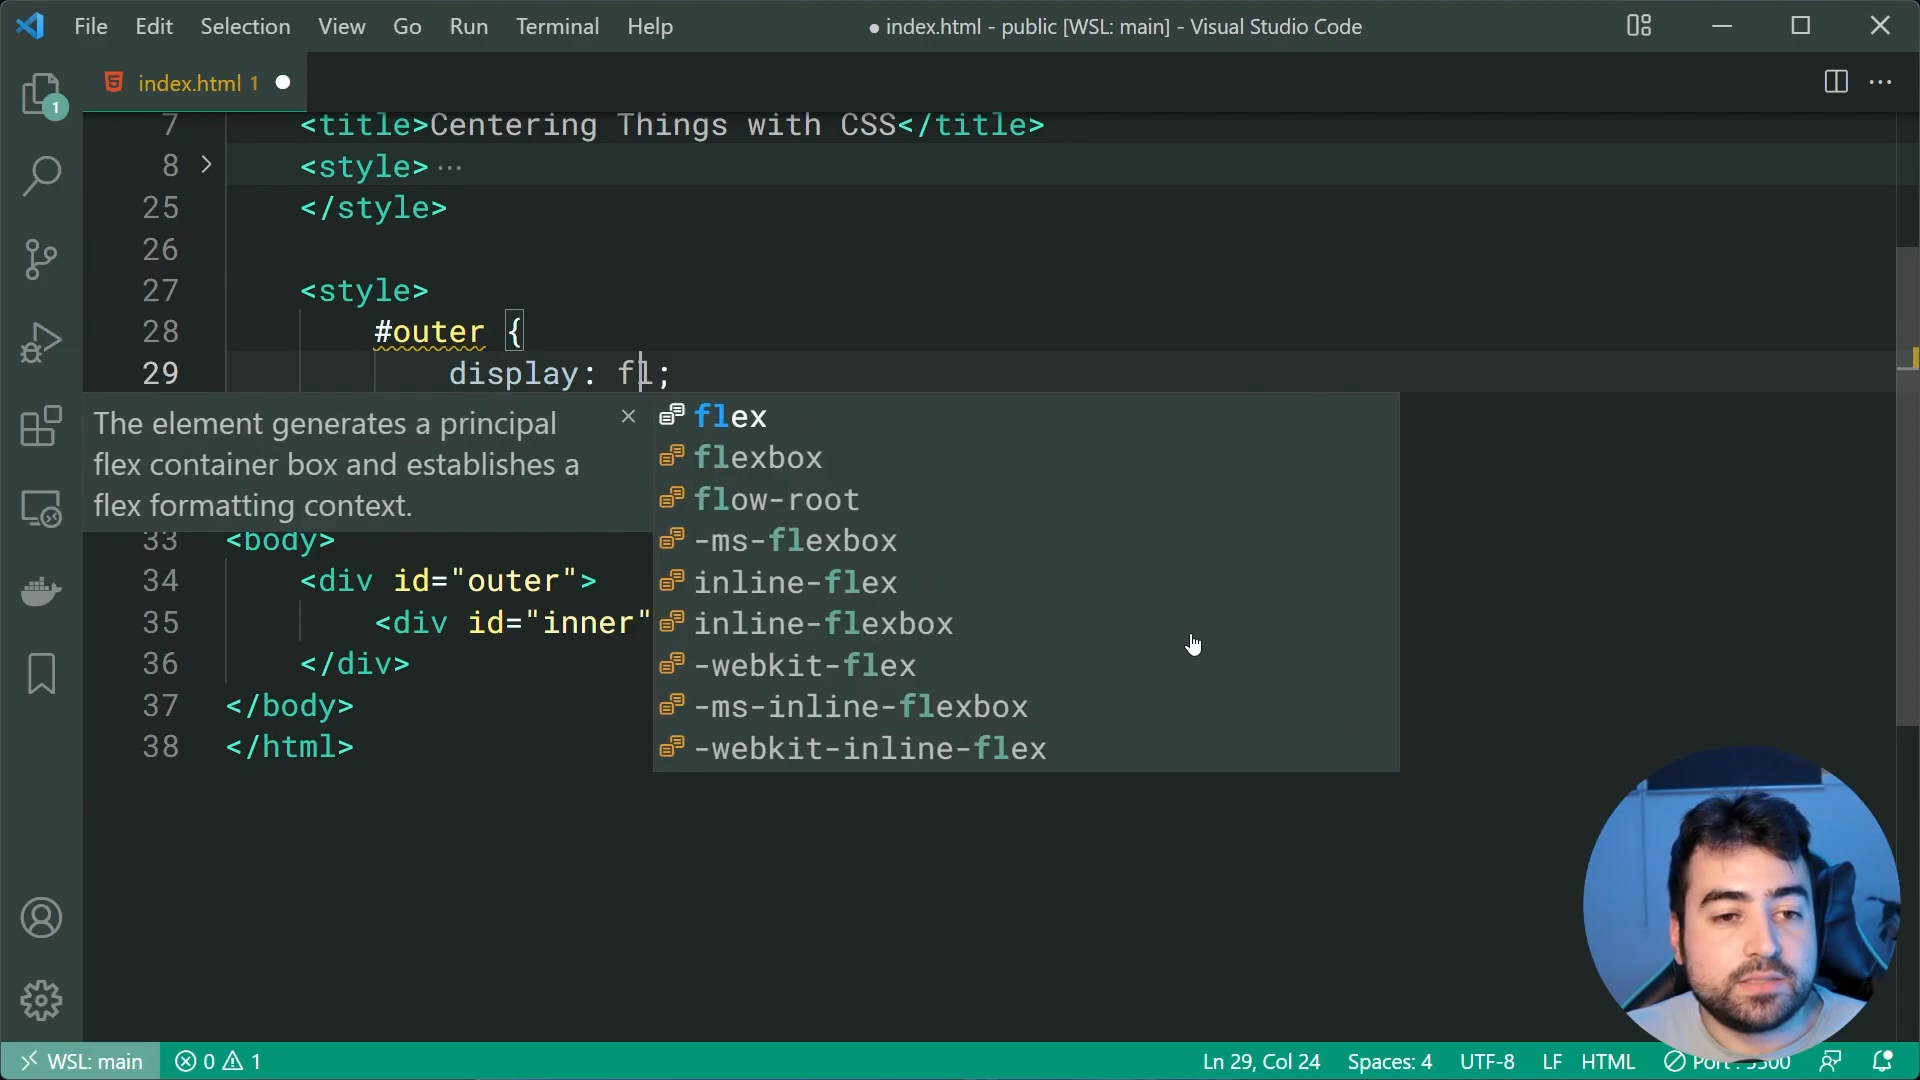 File Edit Selection View Go Run Terminal Help
● index.html - public [WSL: main] - Visual Studio Code
1
index.html 1
7 <title>Centering Things with CSS</title>
8 <style>···
25 </style>
26
27 <style>
28 #outer {
29 display: fl;
The element generates a principal
flex container box and establishes a
flex formatting context.
flex
flexbox
flow-root
-ms-flexbox
inline-flex
inline-flexbox
-webkit-flex
-ms-inline-flexbox
-webkit-inline-flex
33 <body>
34 <div id="outer">
35 <div id="inner"
36 </div>
37 </body>
38 </html>
WSL: main 0 1 Ln 29, Col 24 Spaces: 4 UTF-8 LF HTML